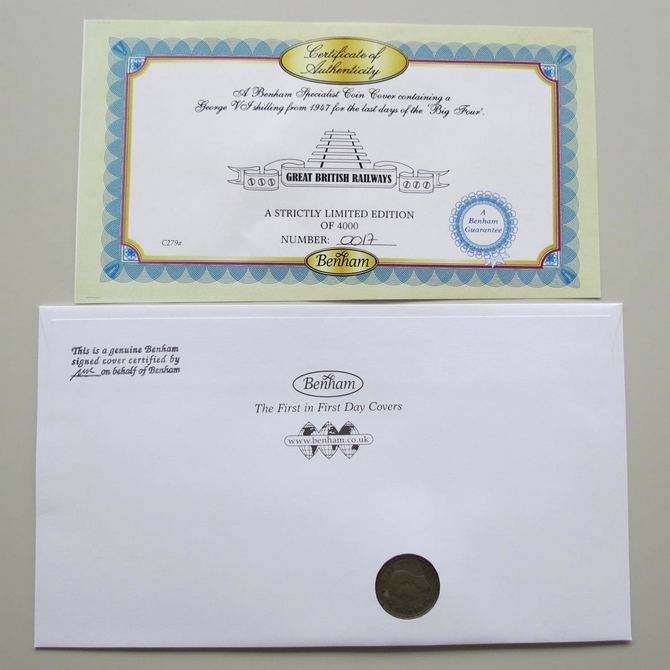 Certificate of
Authenticity
A Benham Specialist Coin Cover containing a
George VI shilling from 1947 for the last days of the 'Big Four'.
GREAT BRITISH RAILWAYS
A STRICTLY LIMITED EDITION
OF 4000
NUMBER: 0017
C279a
A
Benham
Guarantee
Benham
This is a genuine Benham
signed cover certified by
on behalf of Benham
Benham
The First in First Day Covers
www.benham.co.uk